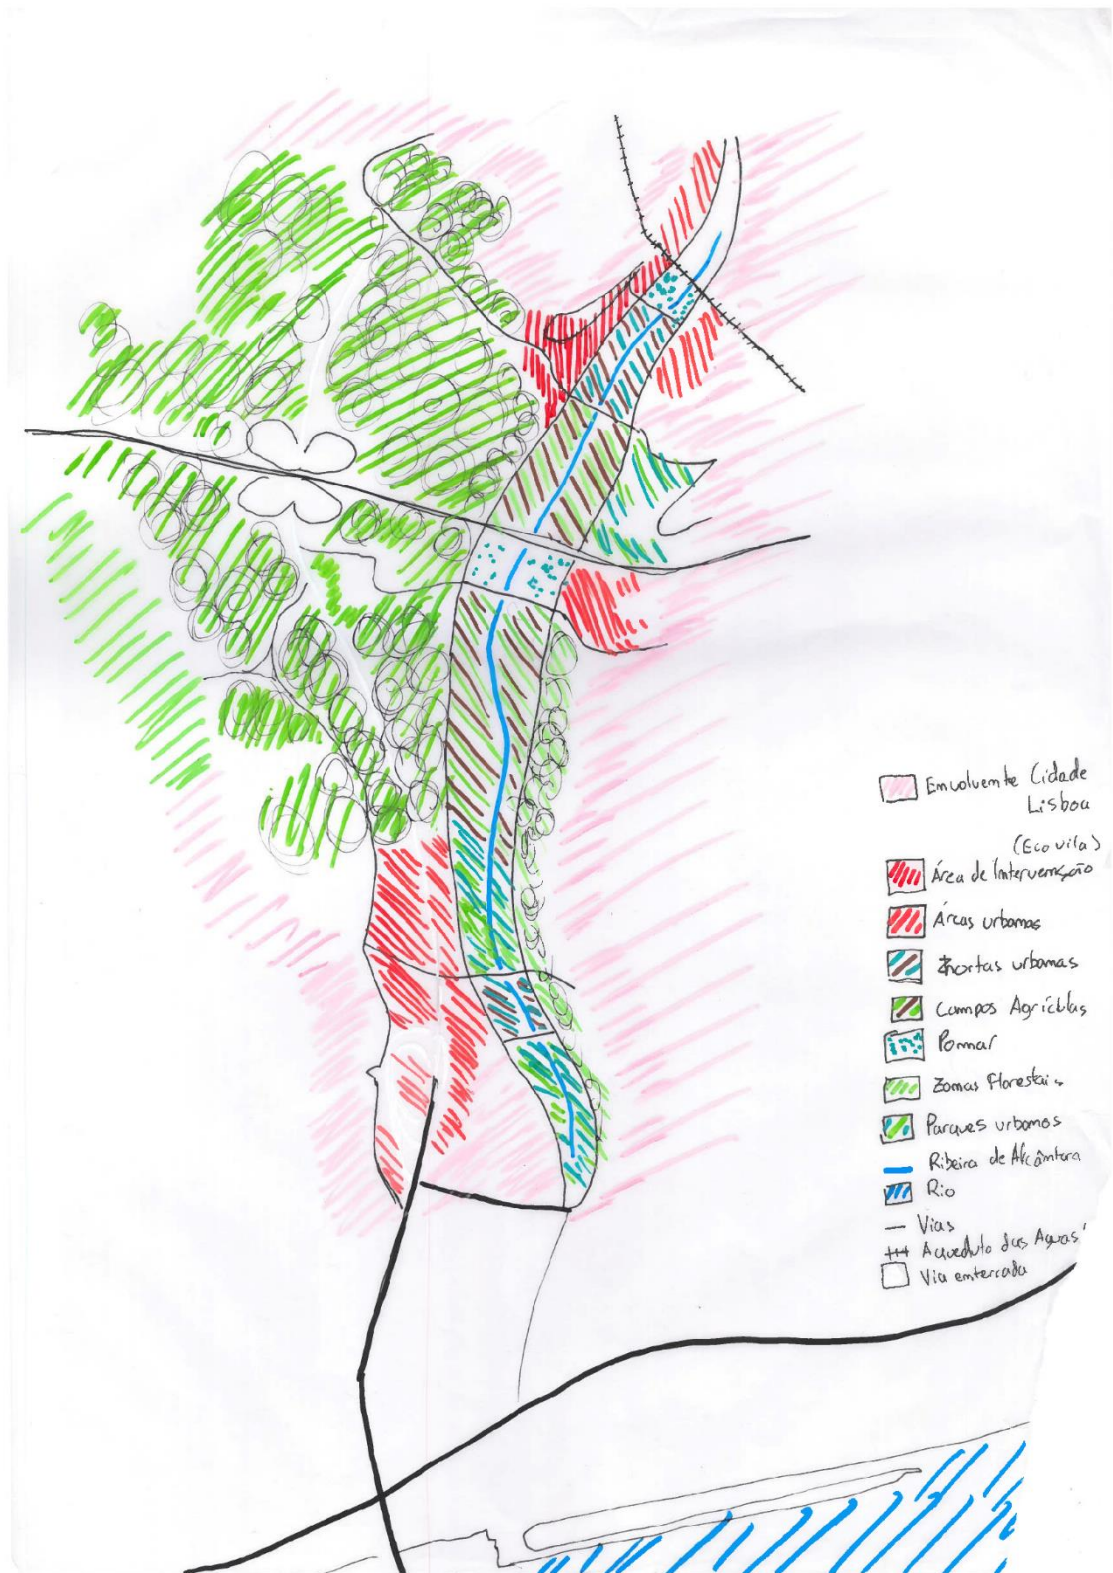 Envolvente Cidade
Lisboa
(Eco vila)
Área de Intervenção
Áreas urbanas
hortas urbanas
Campos Agrícolas
Pomar
Zonas Florestais
Parques urbanos
Ribeira de Alcântara
Rio
Vias
Aqueduto das Aguas
Via enterrada